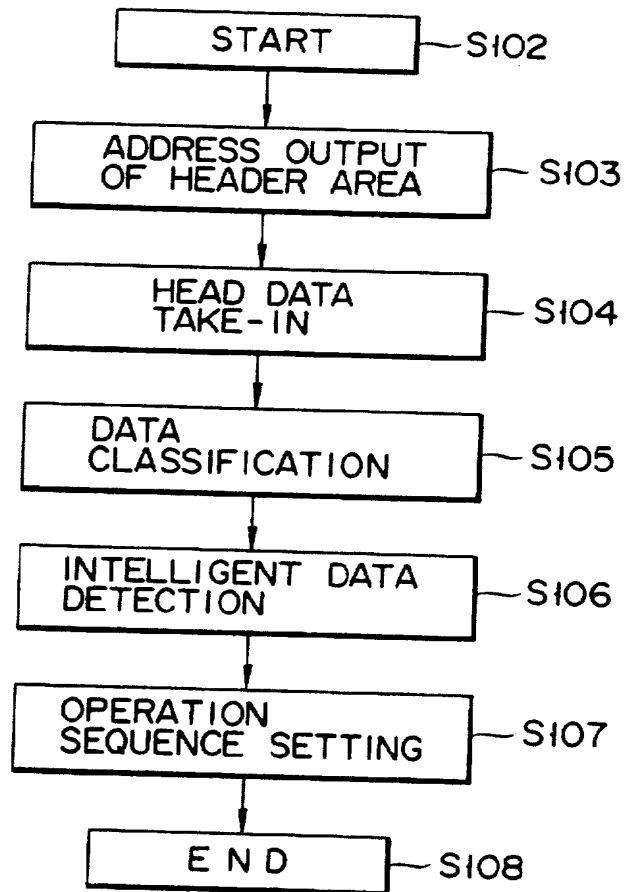 START S102
ADDRESS OUTPUT
OF HEADER AREA S103
HEAD DATA
TAKE-IN S104
DATA
CLASSIFICATION S105
INTELLIGENT DATA
DETECTION S106
OPERATION
SEQUENCE SETTING S107
END S108